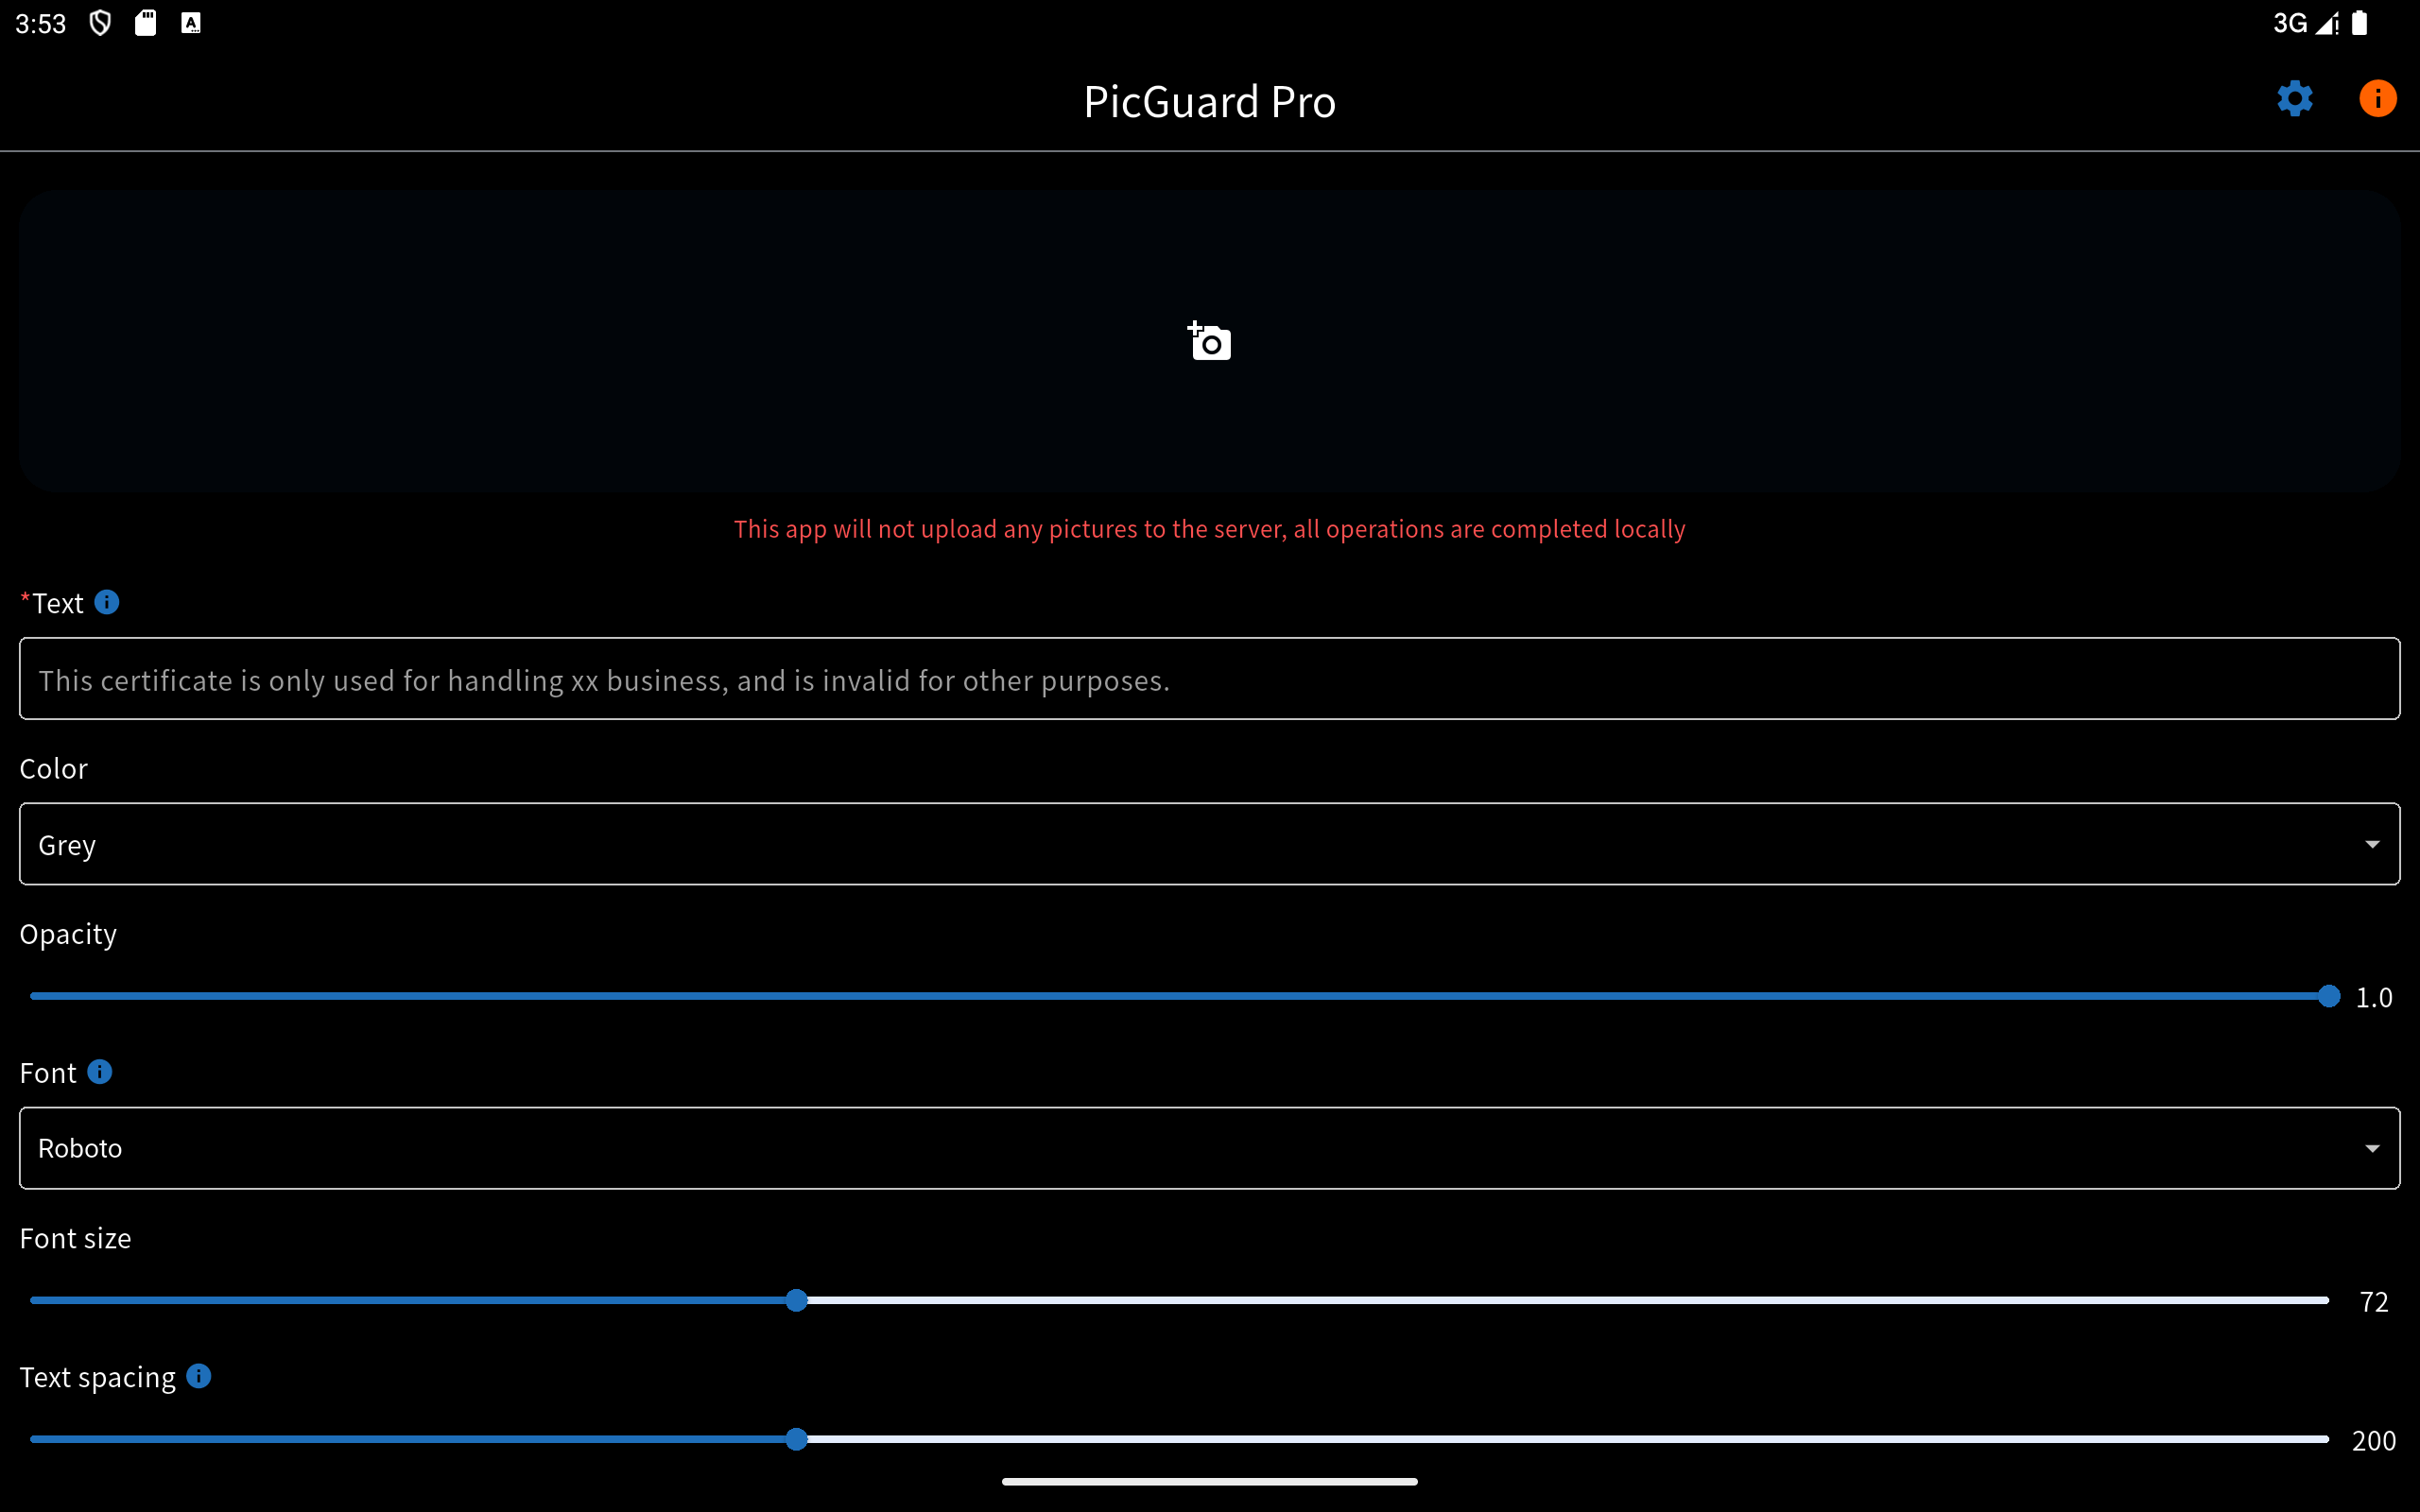 3:53
3G
PicGuard Pro
This app will not upload any pictures to the server, all operations are completed locally
*Text
This certificate is only used for handling xx business, and is invalid for other purposes.
Color
Grey
Opacity
1.0
Font
Roboto
Font size
72
Text spacing
200